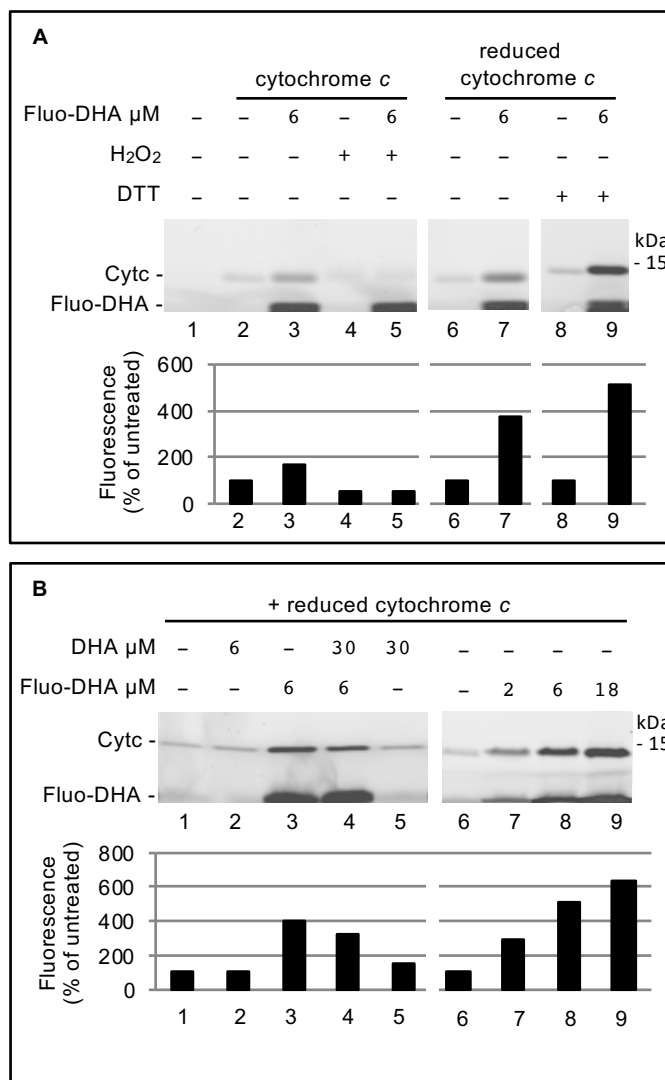 A
cytochrome c
reduced
cytochrome c
Fluo-DHA µM – – 6 – 6 – 6 – 6
H2O2 – – – + + – – – –
DTT – – – – – – – + +
kDa
- 15
Cytc -
Fluo-DHA -
1 2 3 4 5 6 7 8 9
Fluorescence
(% of untreated)
600
400
200
0
2 3 4 5 6 7 8 9
B
+ reduced cytochrome c
DHA µM – 6 – 30 30 – – – –
Fluo-DHA µM – – 6 6 – – 2 6 18
kDa
Cytc - - 15
Fluo-DHA -
1 2 3 4 5 6 7 8 9
Fluorescence
(% of untreated)
800
600
400
200
0
1 2 3 4 5 6 7 8 9